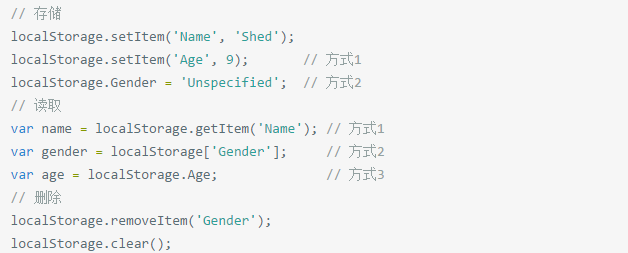 // 存储
localStorage.setItem('Name', 'Shed');
localStorage.setItem('Age', 9);       // 方式1
localStorage.Gender = 'Unspecified';  // 方式2
// 读取
var name = localStorage.getItem('Name'); // 方式1
var gender = localStorage['Gender'];     // 方式2
var age = localStorage.Age;              // 方式3
// 删除
localStorage.removeItem('Gender');
localStorage.clear();